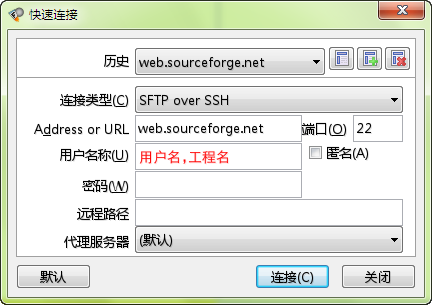 快速连接
历史 web.sourceforge.net
连接类型(C) SFTP over SSH
Address or URL web.sourceforge.net 端口(O) 22
用户名称(U) 用户名,工程名 匿名(A)
密码(W)
远程路径
代理服务器 (默认)
默认 连接(C) 关闭